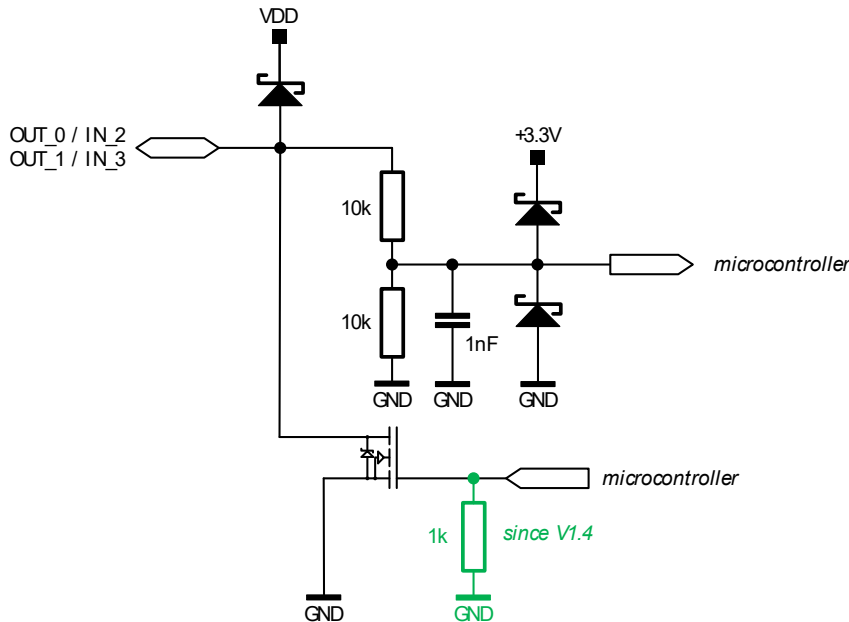 VDD
OUT_0 / IN_2
OUT_1 / IN_3
+3.3V
10k
microcontroller
10k
1nF
GND
GND
GND
microcontroller
1k
since V1.4
GND
GND